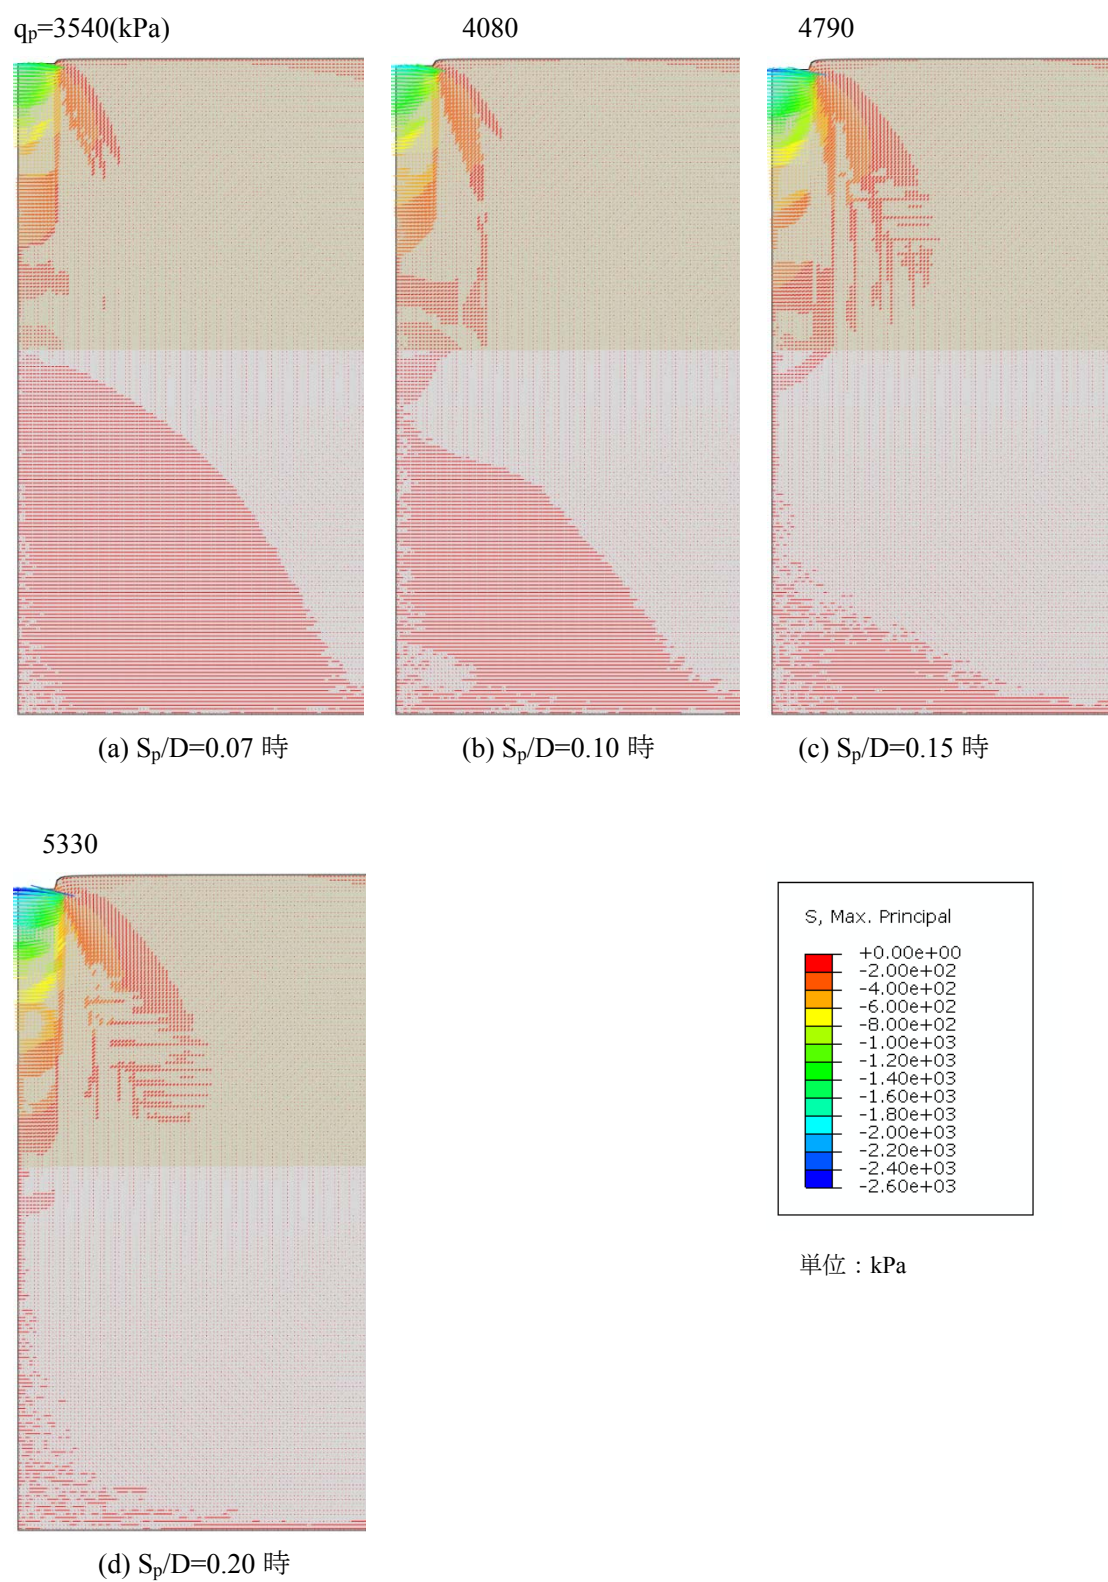 qp=3540(kPa)
4080
4790
(a) Sp/D=0.07 時
(b) Sp/D=0.10 時
(c) Sp/D=0.15 時
5330
S, Max. Principal
+0.00e+00
-2.00e+02
-4.00e+02
-6.00e+02
-8.00e+02
-1.00e+03
-1.20e+03
-1.40e+03
-1.60e+03
-1.80e+03
-2.00e+03
-2.20e+03
-2.40e+03
-2.60e+03
単位：kPa
(d) Sp/D=0.20 時